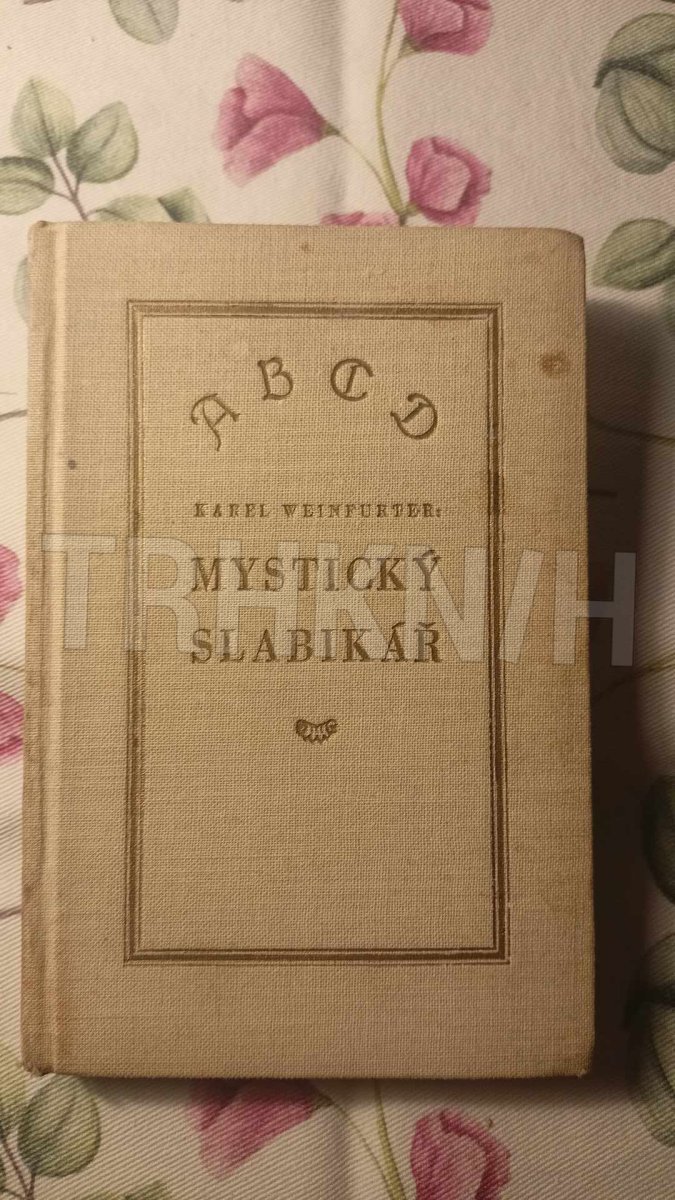 A B C D
KAREL WEINFURTER:
MYSTICKÝ
SLABIKÁŘ
TRHKNIH